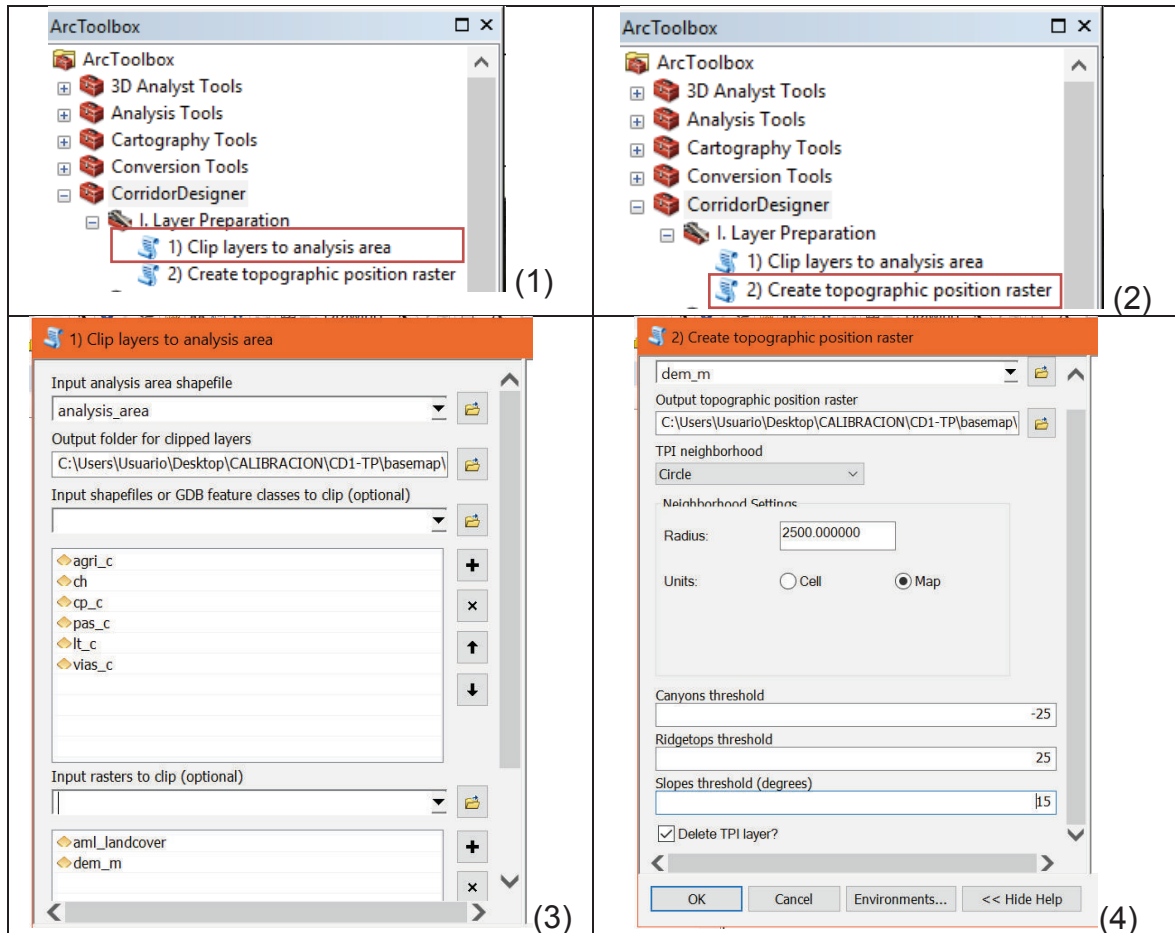 ArcToolbox
ArcToolbox
3D Analyst Tools
Analysis Tools
Cartography Tools
Conversion Tools
CorridorDesigner
I. Layer Preparation
1) Clip layers to analysis area
2) Create topographic position raster
(1)
ArcToolbox
ArcToolbox
3D Analyst Tools
Analysis Tools
Cartography Tools
Conversion Tools
CorridorDesigner
I. Layer Preparation
1) Clip layers to analysis area
2) Create topographic position raster
(2)
1) Clip layers to analysis area
Input analysis area shapefile
analysis_area
Output folder for clipped layers
C:\Users\Usuario\Desktop\CALIBRACION\CD1-TP\basemap\
Input shapefiles or GDB feature classes to clip (optional)
agri_c
ch
cp_c
pas_c
lt_c
vias_c
Input rasters to clip (optional)
aml_landcover
dem_m
(3)
2) Create topographic position raster
dem_m
Output topographic position raster
C:\Users\Usuario\Desktop\CALIBRACION\CD1-TP\basemap\
TPI neighborhood
Circle
Neighborhood Settings
Radius: 2500.000000
Units: Cell Map
Canyons threshold
-25
Ridgetops threshold
25
Slopes threshold (degrees)
15
Delete TPI layer?
OK Cancel Environments... << Hide Help
(4)